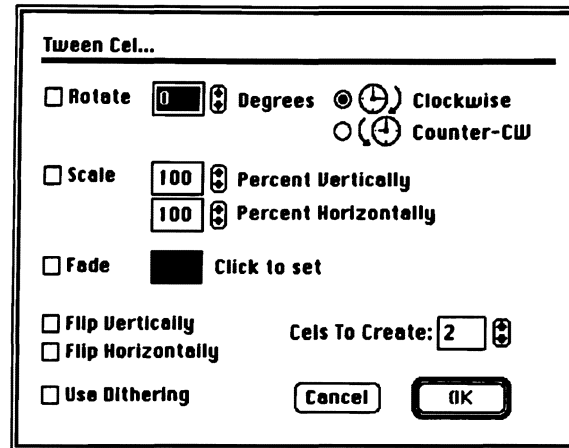 Tween Cel...
Rotate 0 Degrees Clockwise
Counter-CW
Scale 100 Percent Vertically
100 Percent Horizontally
Fade Click to set
Flip Vertically
Flip Horizontally
Cels To Create: 2
Use Dithering Cancel OK